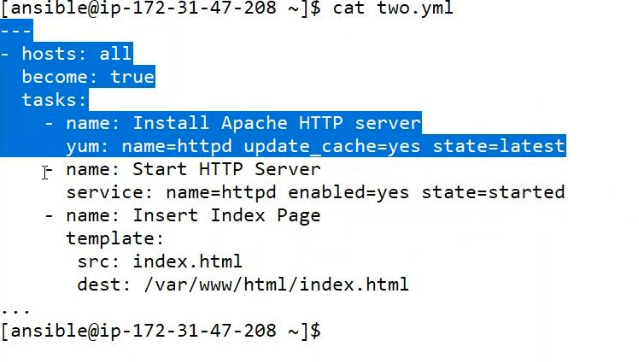 [ansible@ip-172-31-47-208 ~]$ cat two.yml
---
- hosts: all
  become: true
  tasks:
    - name: Install Apache HTTP server
      yum: name=httpd update_cache=yes state=latest
    - name: Start HTTP Server
      service: name=httpd enabled=yes state=started
    - name: Insert Index Page
      template:
       src: index.html
       dest: /var/www/html/index.html
...
[ansible@ip-172-31-47-208 ~]$